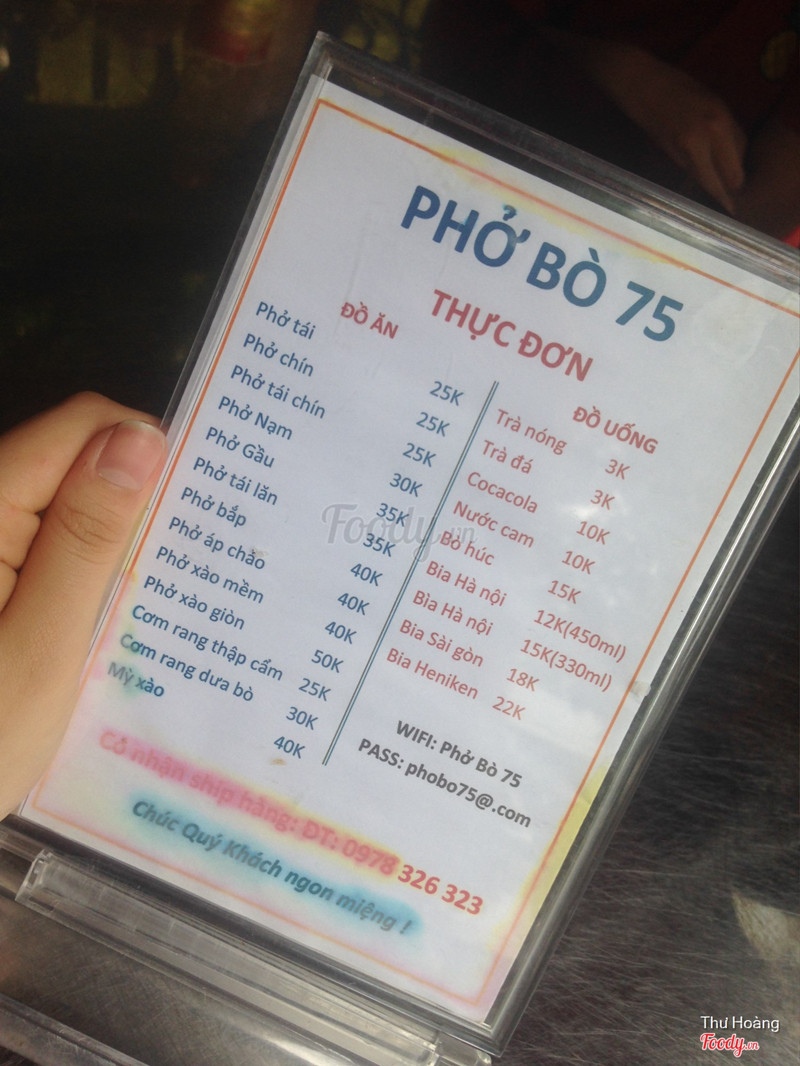 PHỞ BÒ 75
THỰC ĐƠN
ĐỒ ĂN
Phở tái 25K
Phở chín 25K
Phở tái chín 25K
Phở Nạm 30K
Phở Gầu 35K
Phở tái lăn 35K
Phở bắp 40K
Phở áp chảo 40K
Phở xào mềm 40K
Phở xào giòn 50K
Cơm rang thập cẩm 25K
Cơm rang dưa bò 30K
Mỳ xào 40K
ĐỒ UỐNG
Trà nóng 3K
Trà đá 3K
Cocacola 10K
Nước cam 10K
Bò húc 15K
Bia Hà nội 12K(450ml)
Bia Hà nội 15K(330ml)
Bia Sài gòn 18K
Bia Heniken 22K
WIFI: Phở Bò 75
PASS: phobo75@.com
Có nhận ship hàng: DT: 0978 326 323
Chúc Quý Khách ngon miệng !
Foody.vn
Thư Hoàng
Foody.vn